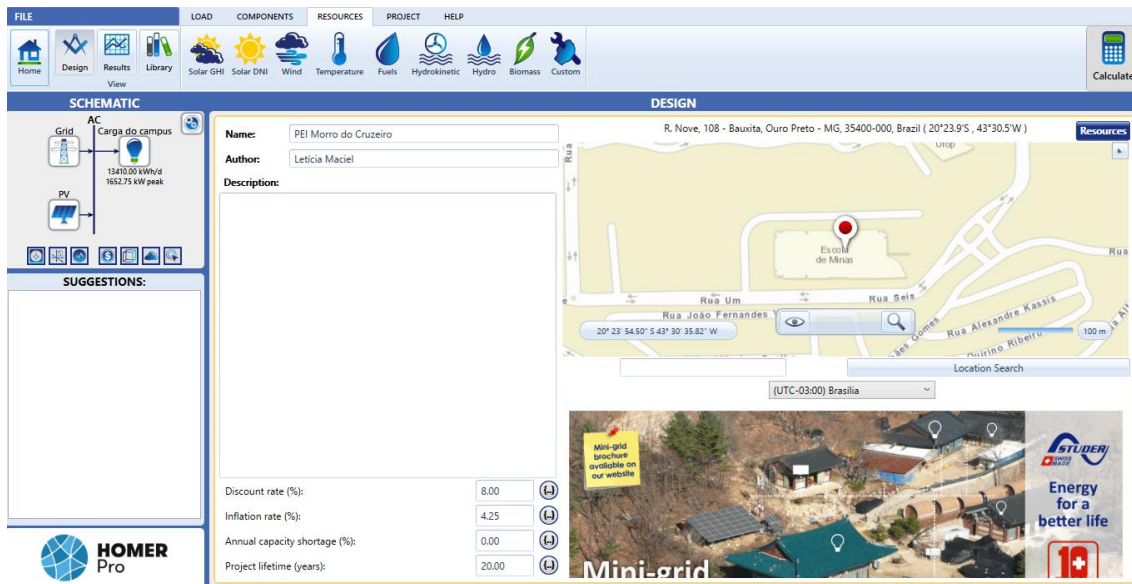 FILE
LOAD COMPONENTS RESOURCES PROJECT HELP
Home Design Results Library
View
Solar GHI Solar DNI Wind Temperature Fuels Hydrokinetic Hydro Biomass Custom
Calculate
SCHEMATIC
AC
Grid Carga do campus
13410.00 kWh/d
1652.75 kW peak
PV
SUGGESTIONS:
HOMER
Pro
DESIGN
Name: PEI Morro do Cruzeiro
Author: Letícia Maciel
Description:
Discount rate (%): 8.00
Inflation rate (%): 4.25
Annual capacity shortage (%): 0.00
Project lifetime (years): 20.00
R. Nove, 108 - Bauxita, Ouro Preto - MG, 35400-000, Brazil ( 20°23.9'S , 43°30.5'W )
Resources
Rua
Utop
Escola
de Minas
Rua
Rua Um
Rua Seis
Rua João Fernandes
Rua Alexandre Kassis
Gomes
Quirino Ribeiro
20° 23' 54.50" S 43° 30' 35.82" W
100 m
Location Search
(UTC-03:00) Brasilia
Mini-grid
brochure
available on
our website
STUDER
SWISS
MADE
Energy
for a
better life
10
Mini-grid